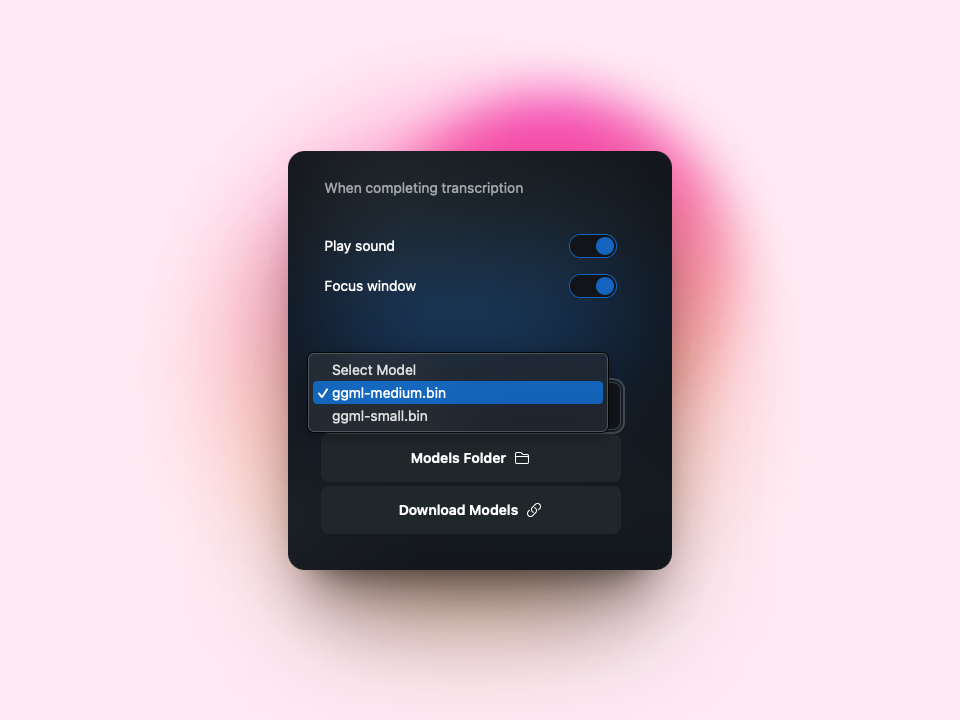 When completing transcription
Play sound
Focus window
Select Model
ggml-medium.bin
ggml-small.bin
Models Folder
Download Models